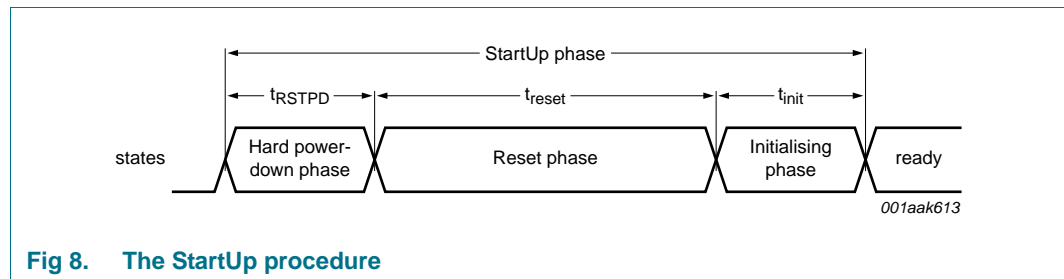 StartUp phase
tRSTPD
treset
tinit
states
Hard power-
down phase
Reset phase
Initialising
phase
ready
001aak613
Fig 8. The StartUp procedure